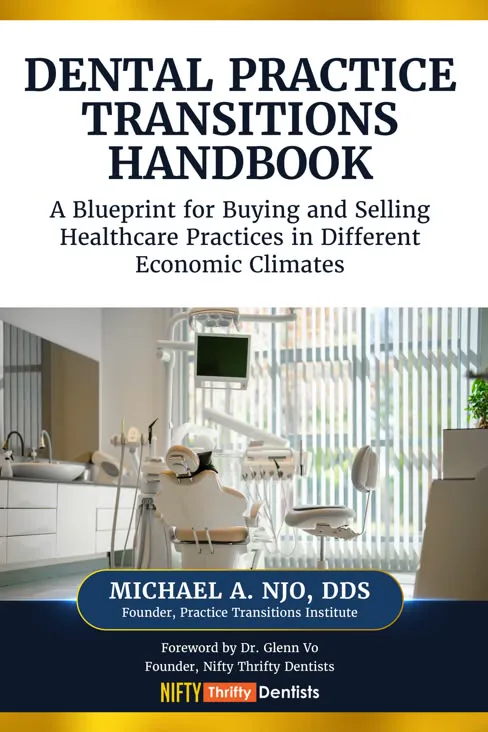 DENTAL PRACTICE
TRANSITIONS
HANDBOOK
A Blueprint for Buying and Selling
Healthcare Practices in Different
Economic Climates
MICHAEL A. NJO, DDS
Founder, Practice Transitions Institute
Foreword by Dr. Glenn Vo
Founder, Nifty Thrifty Dentists
NIFTY Thrifty Dentists